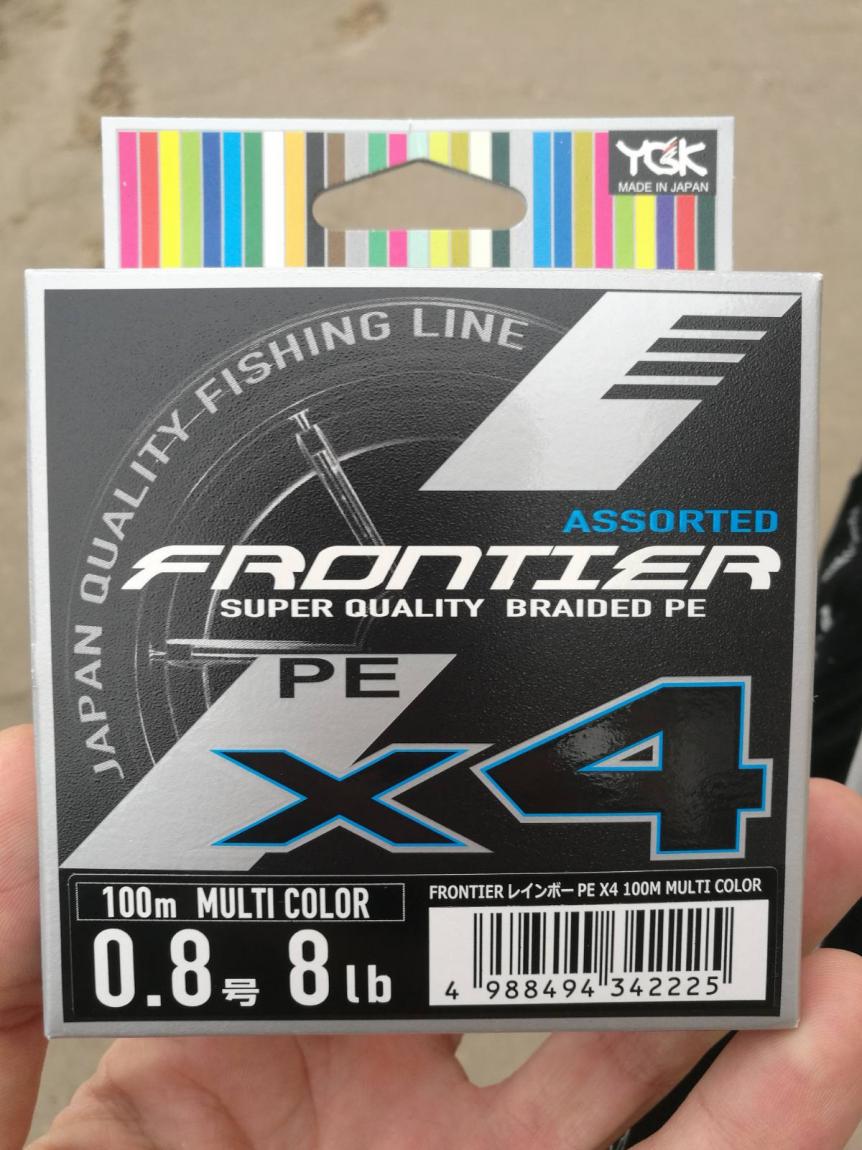 YGK
MADE IN JAPAN
JAPAN QUALITY FISHING LINE
ASSORTED
FRONTIER
SUPER QUALITY BRAIDED PE
PE
X4
100m MULTI COLOR
0.8号 8lb
FRONTIER レインボー PE X4 100M MULTI COLOR
4 988494 342225